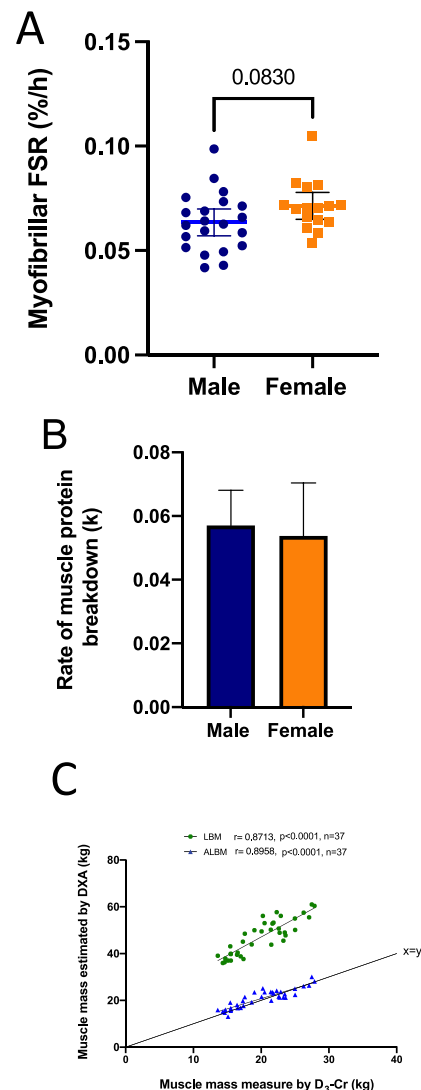 A
Myofibrillar FSR (%/h)
0.15
0.10
0.05
0.00
0.0830
Male Female
B
Rate of muscle protein
breakdown (k)
0.08
0.06
0.04
0.02
0.00
Male Female
C
LBM r= 0,8713, p<0.0001, n=37
ALBM r= 0,8958, p<0.0001, n=37
Muscle mass estimated by DXA (kg)
80
60
40
20
0
x=y
0 10 20 30 40
Muscle mass measure by D₃-Cr (kg)